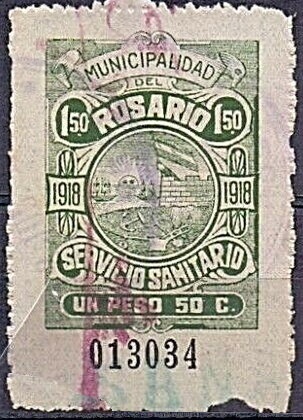 MUNICIPALIDAD
DEL
1.50 ROSARIO 1.50
1918 1918
SERVICIO SANITARIO
UN PESO 50 C.
013034